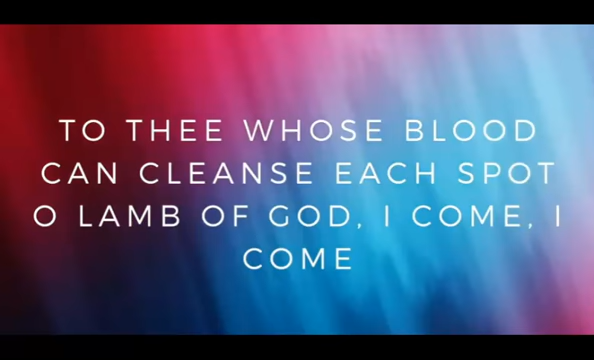 TO THEE WHOSE BLOOD
CAN CLEANSE EACH SPOT
O LAMB OF GOD, I COME, I
COME